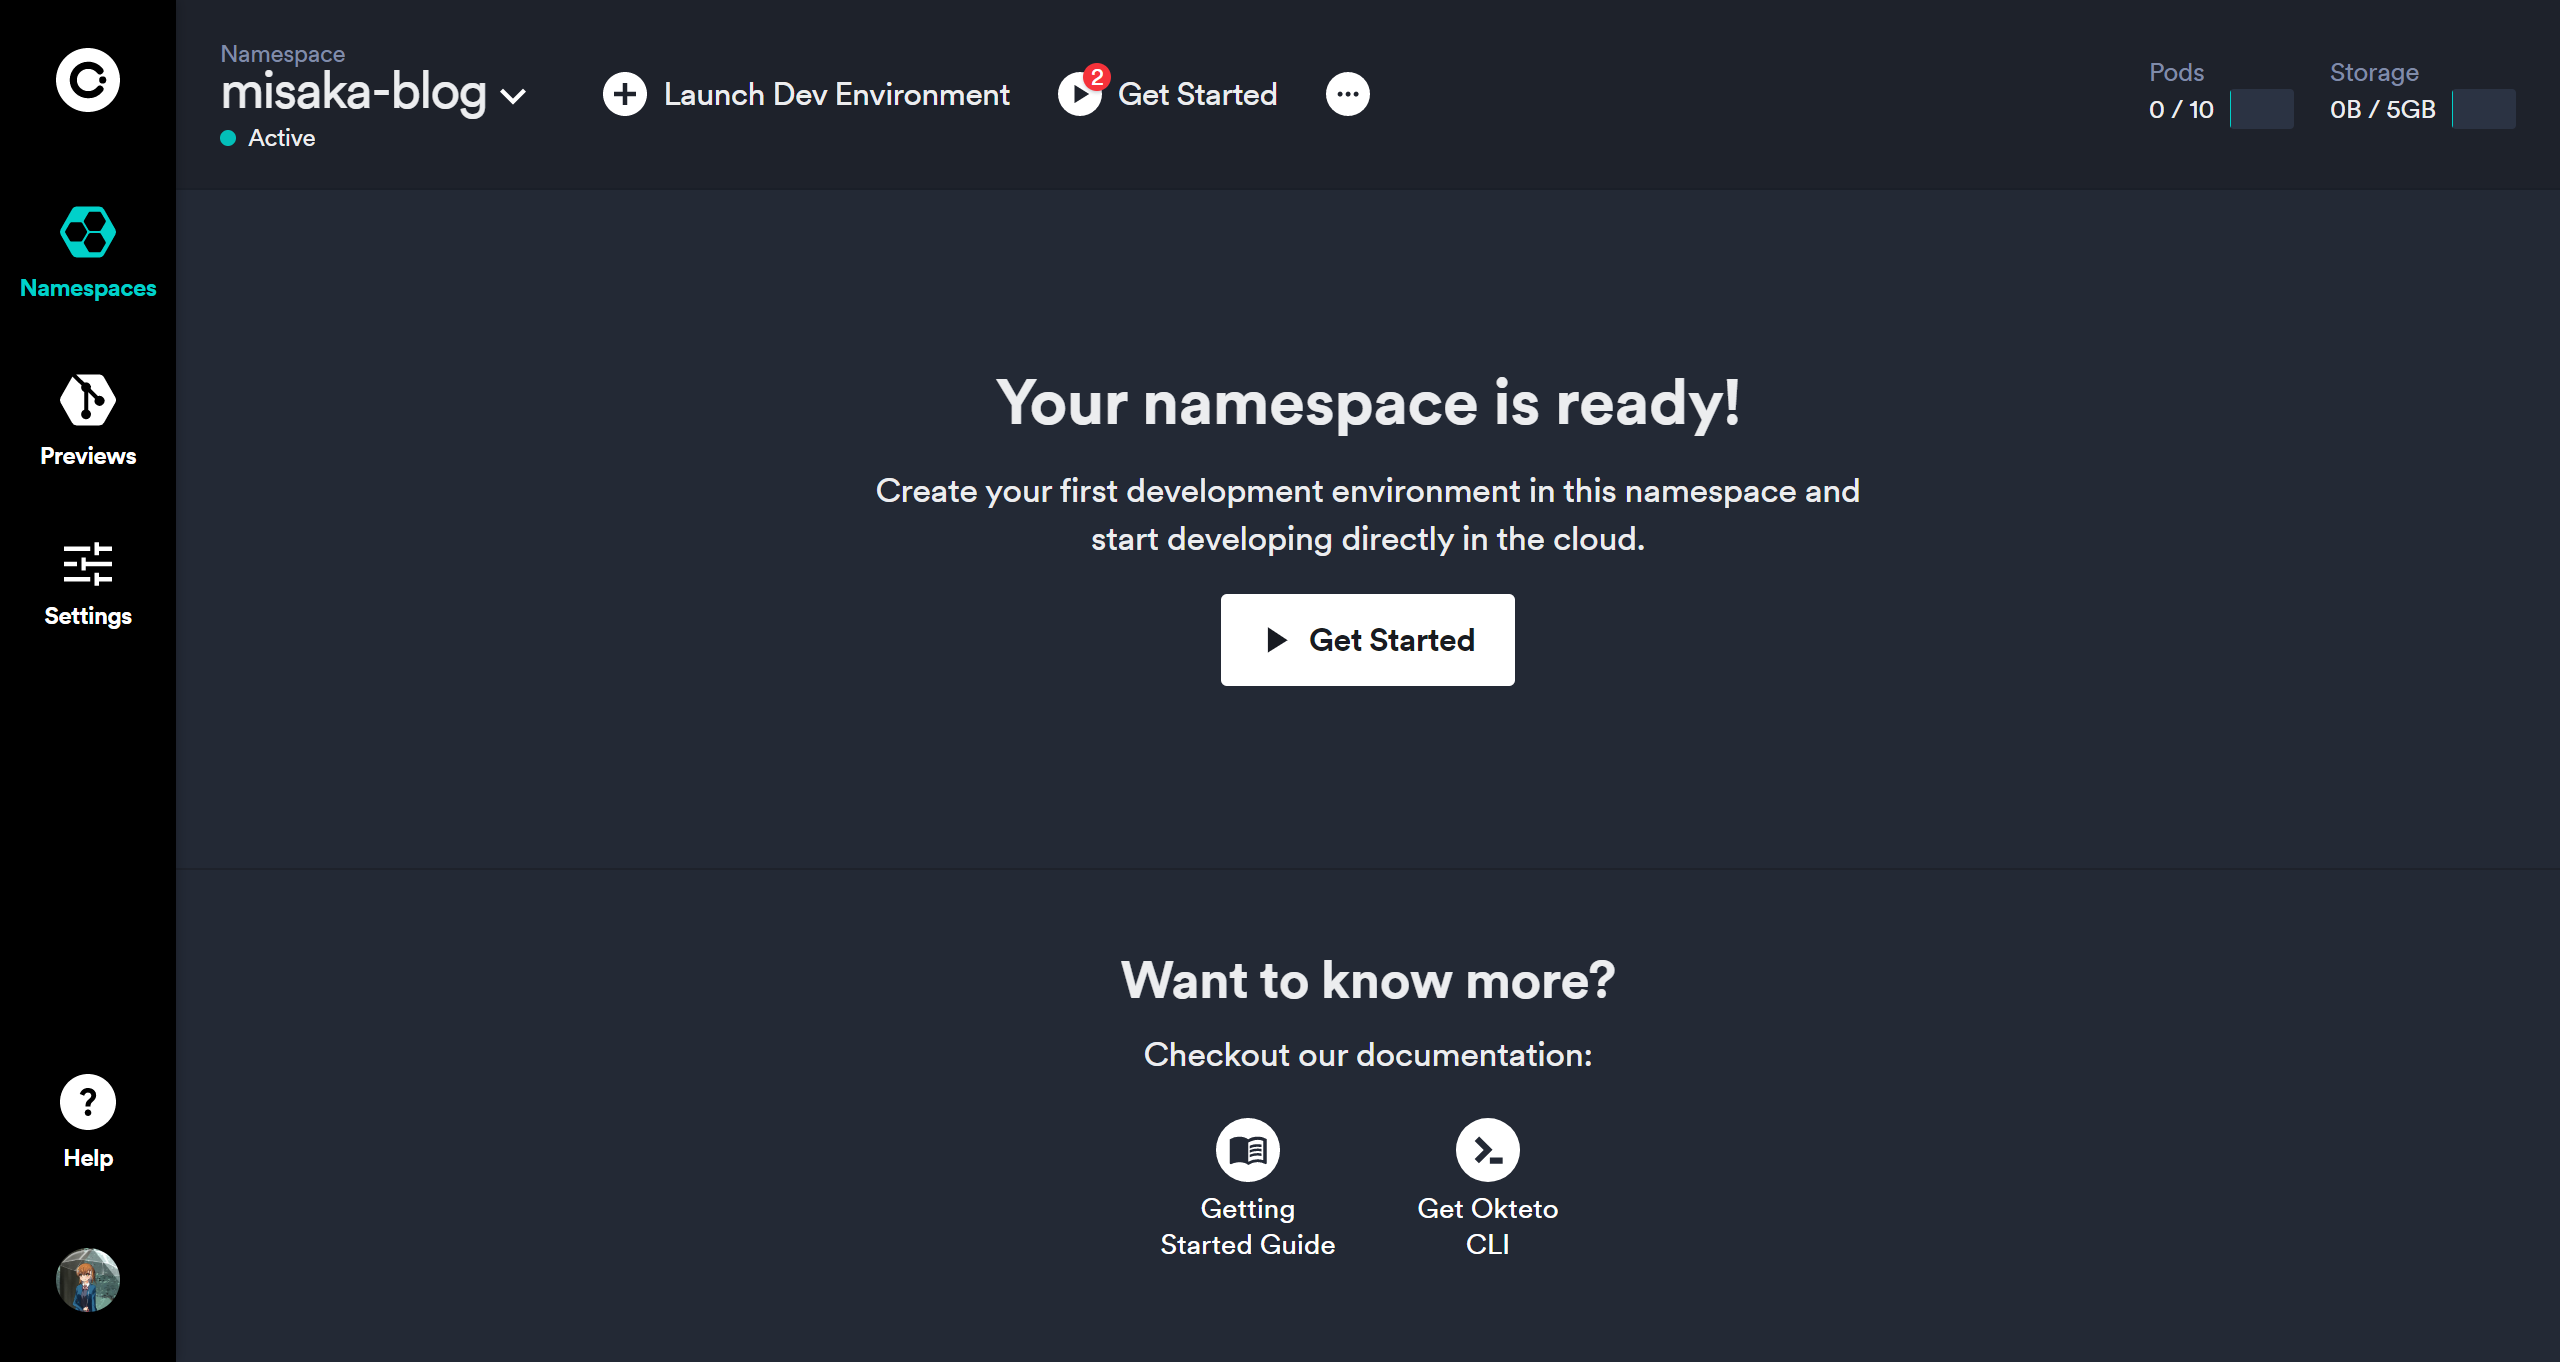 Namespace
misaka-blog
Active
Launch Dev Environment
2
Get Started
Pods
0 / 10
Storage
0B / 5GB
Namespaces
Previews
Settings
Help
Your namespace is ready!
Create your first development environment in this namespace and
start developing directly in the cloud.
Get Started
Want to know more?
Checkout our documentation:
Getting
Started Guide
Get Okteto
CLI